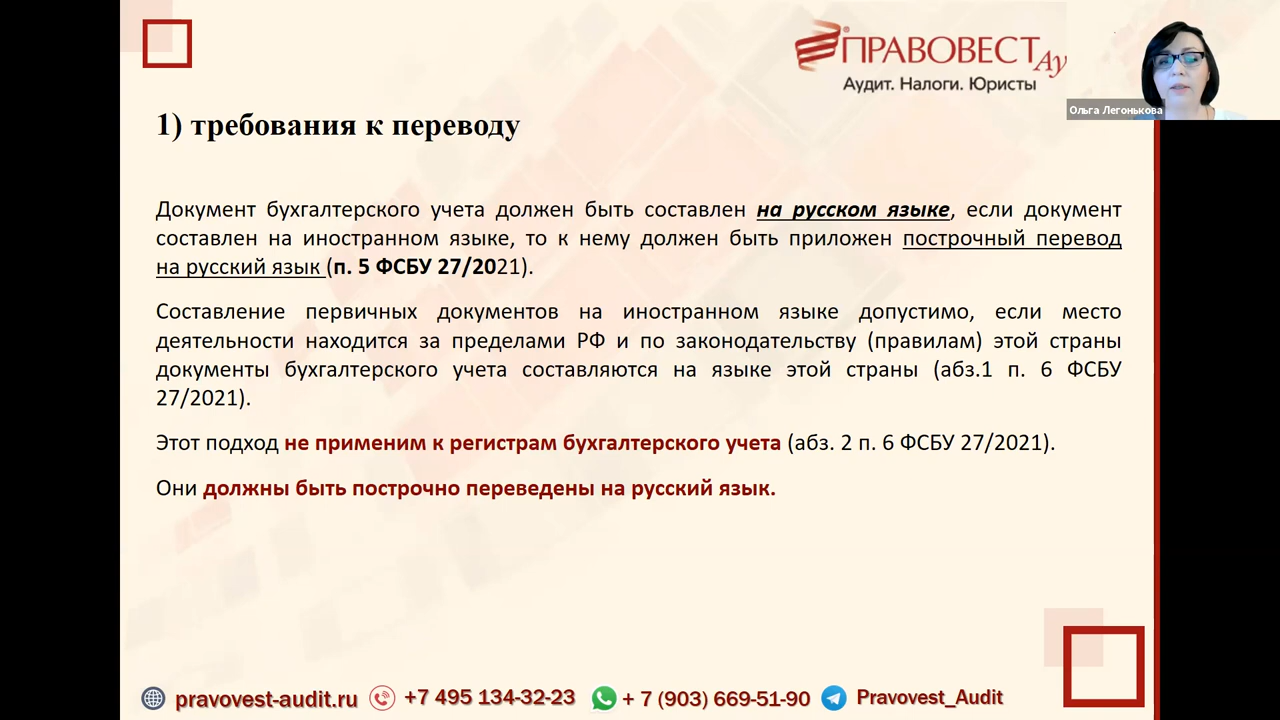 ПРАВОВЕСТ Ау
Аудит. Налоги. Юристы
Ольга Легонькова
1) требования к переводу
Документ бухгалтерского учета должен быть составлен на русском языке, если документ
составлен на иностранном языке, то к нему должен быть приложен построчный перевод
на русский язык (п. 5 ФСБУ 27/2021).
Составление первичных документов на иностранном языке допустимо, если место
деятельности находится за пределами РФ и по законодательству (правилам) этой страны
документы бухгалтерского учета составляются на языке этой страны (абз.1 п. 6 ФСБУ
27/2021).
Этот подход не применим к регистрам бухгалтерского учета (абз. 2 п. 6 ФСБУ 27/2021).
Они должны быть построчно переведены на русский язык.
pravovest-audit.ru +7 495 134-32-23 + 7 (903) 669-51-90 Pravovest_Audit